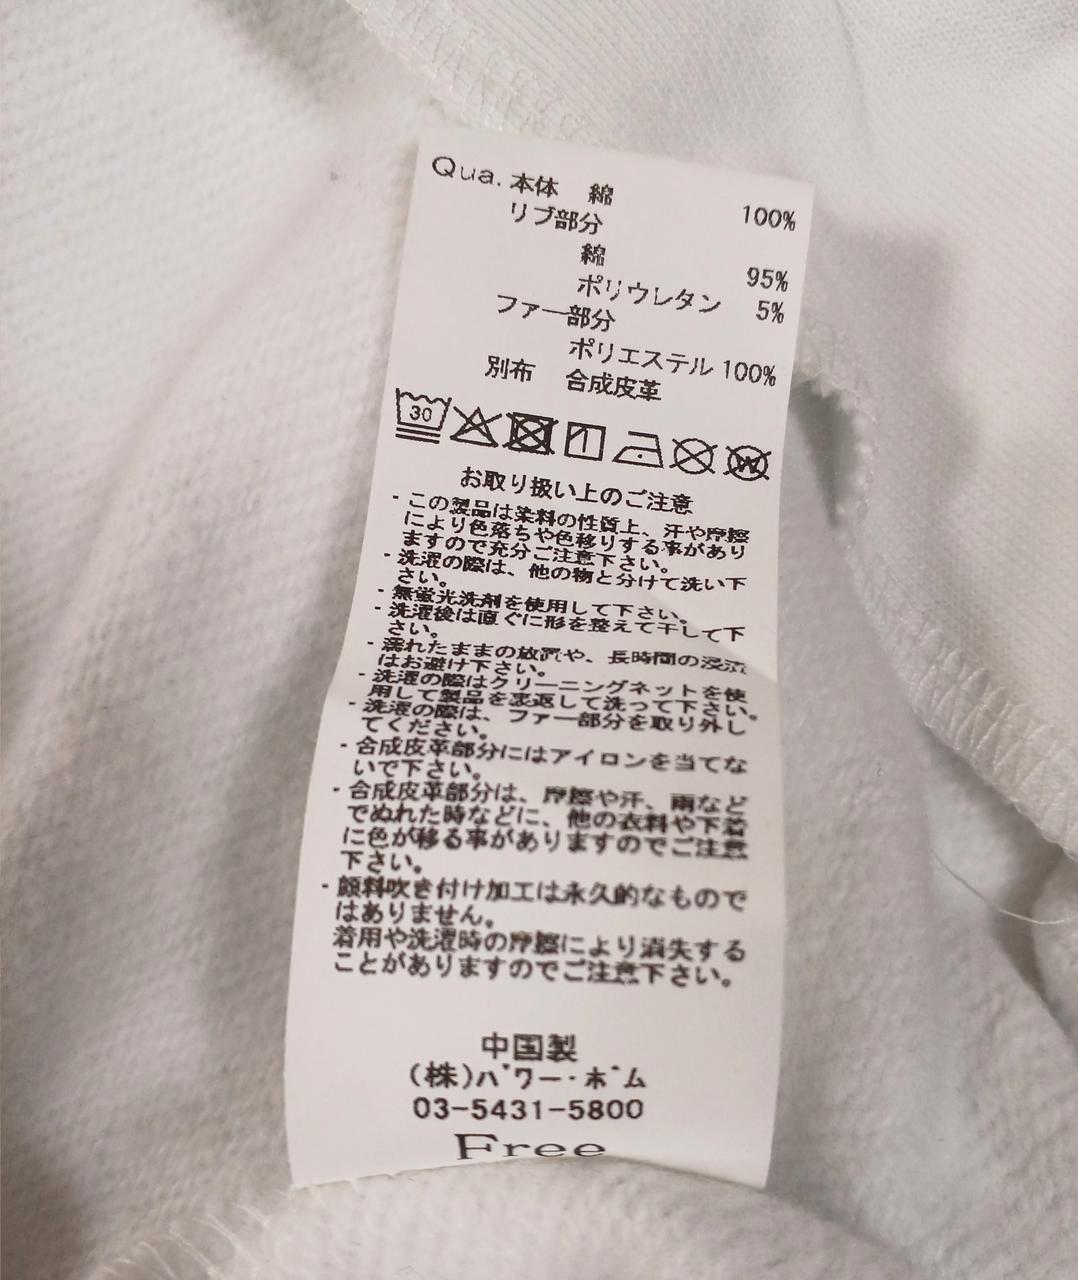 Qua. 本体 綿 100%
リブ部分
綿 95%
ポリウレタン 5%
ファー部分
ポリエステル 100%
別布 合成皮革
30
お取り扱い上のご注意
・この製品は染料の性質上、汗や摩擦
により色落ちや色移りする事があり
ますので充分ご注意下さい。
・洗濯の際は、他の物と分けて洗い下
さい。
・無蛍光洗剤を使用して下さい。
・洗濯後は直ぐに形を整えて干して下
さい。
・濡れたままの放置や、長時間の浸漬
はお避け下さい。
・洗濯の際はクリーニングネットを使
用して製品を裏返して洗って下さい。
・洗濯の際は、ファー部分を取り外し
てください。
・合成皮革部分にはアイロンを当てな
いで下さい。
・合成皮革部分は、摩擦や汗、雨など
でぬれた時などに、他の衣料や下着
に色が移る事がありますのでご注意
下さい。
・顔料吹き付け加工は永久的なもので
はありません。
着用や洗濯時の摩擦により消失する
ことがありますのでご注意下さい。
中国製
(株)パワー・ホーム
03-5431-5800
Free